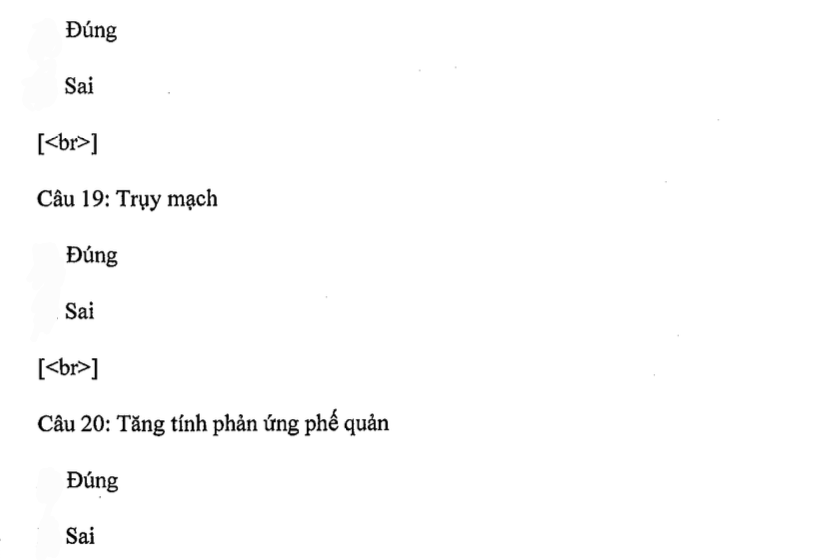 Đúng
Sai
[<br>]
Câu 19: Trụy mạch
Đúng
Sai
[<br>]
Câu 20: Tăng tính phản ứng phế quản
Đúng
Sai